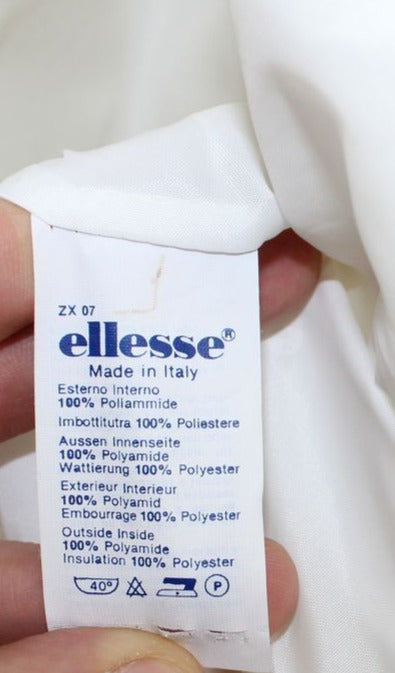 ZX 07
ellesse®
Made in Italy
Esterno Interno
100% Poliammide
Imbottitutra 100% Poliestere
Aussen Innenseite
100% Polyamide
Wattierung 100% Polyester
Exterieur Interieur
100% Polyamid
Embourrage 100% Polyester
Outside Inside
100% Polyamide
Insulation 100% Polyester
40° P